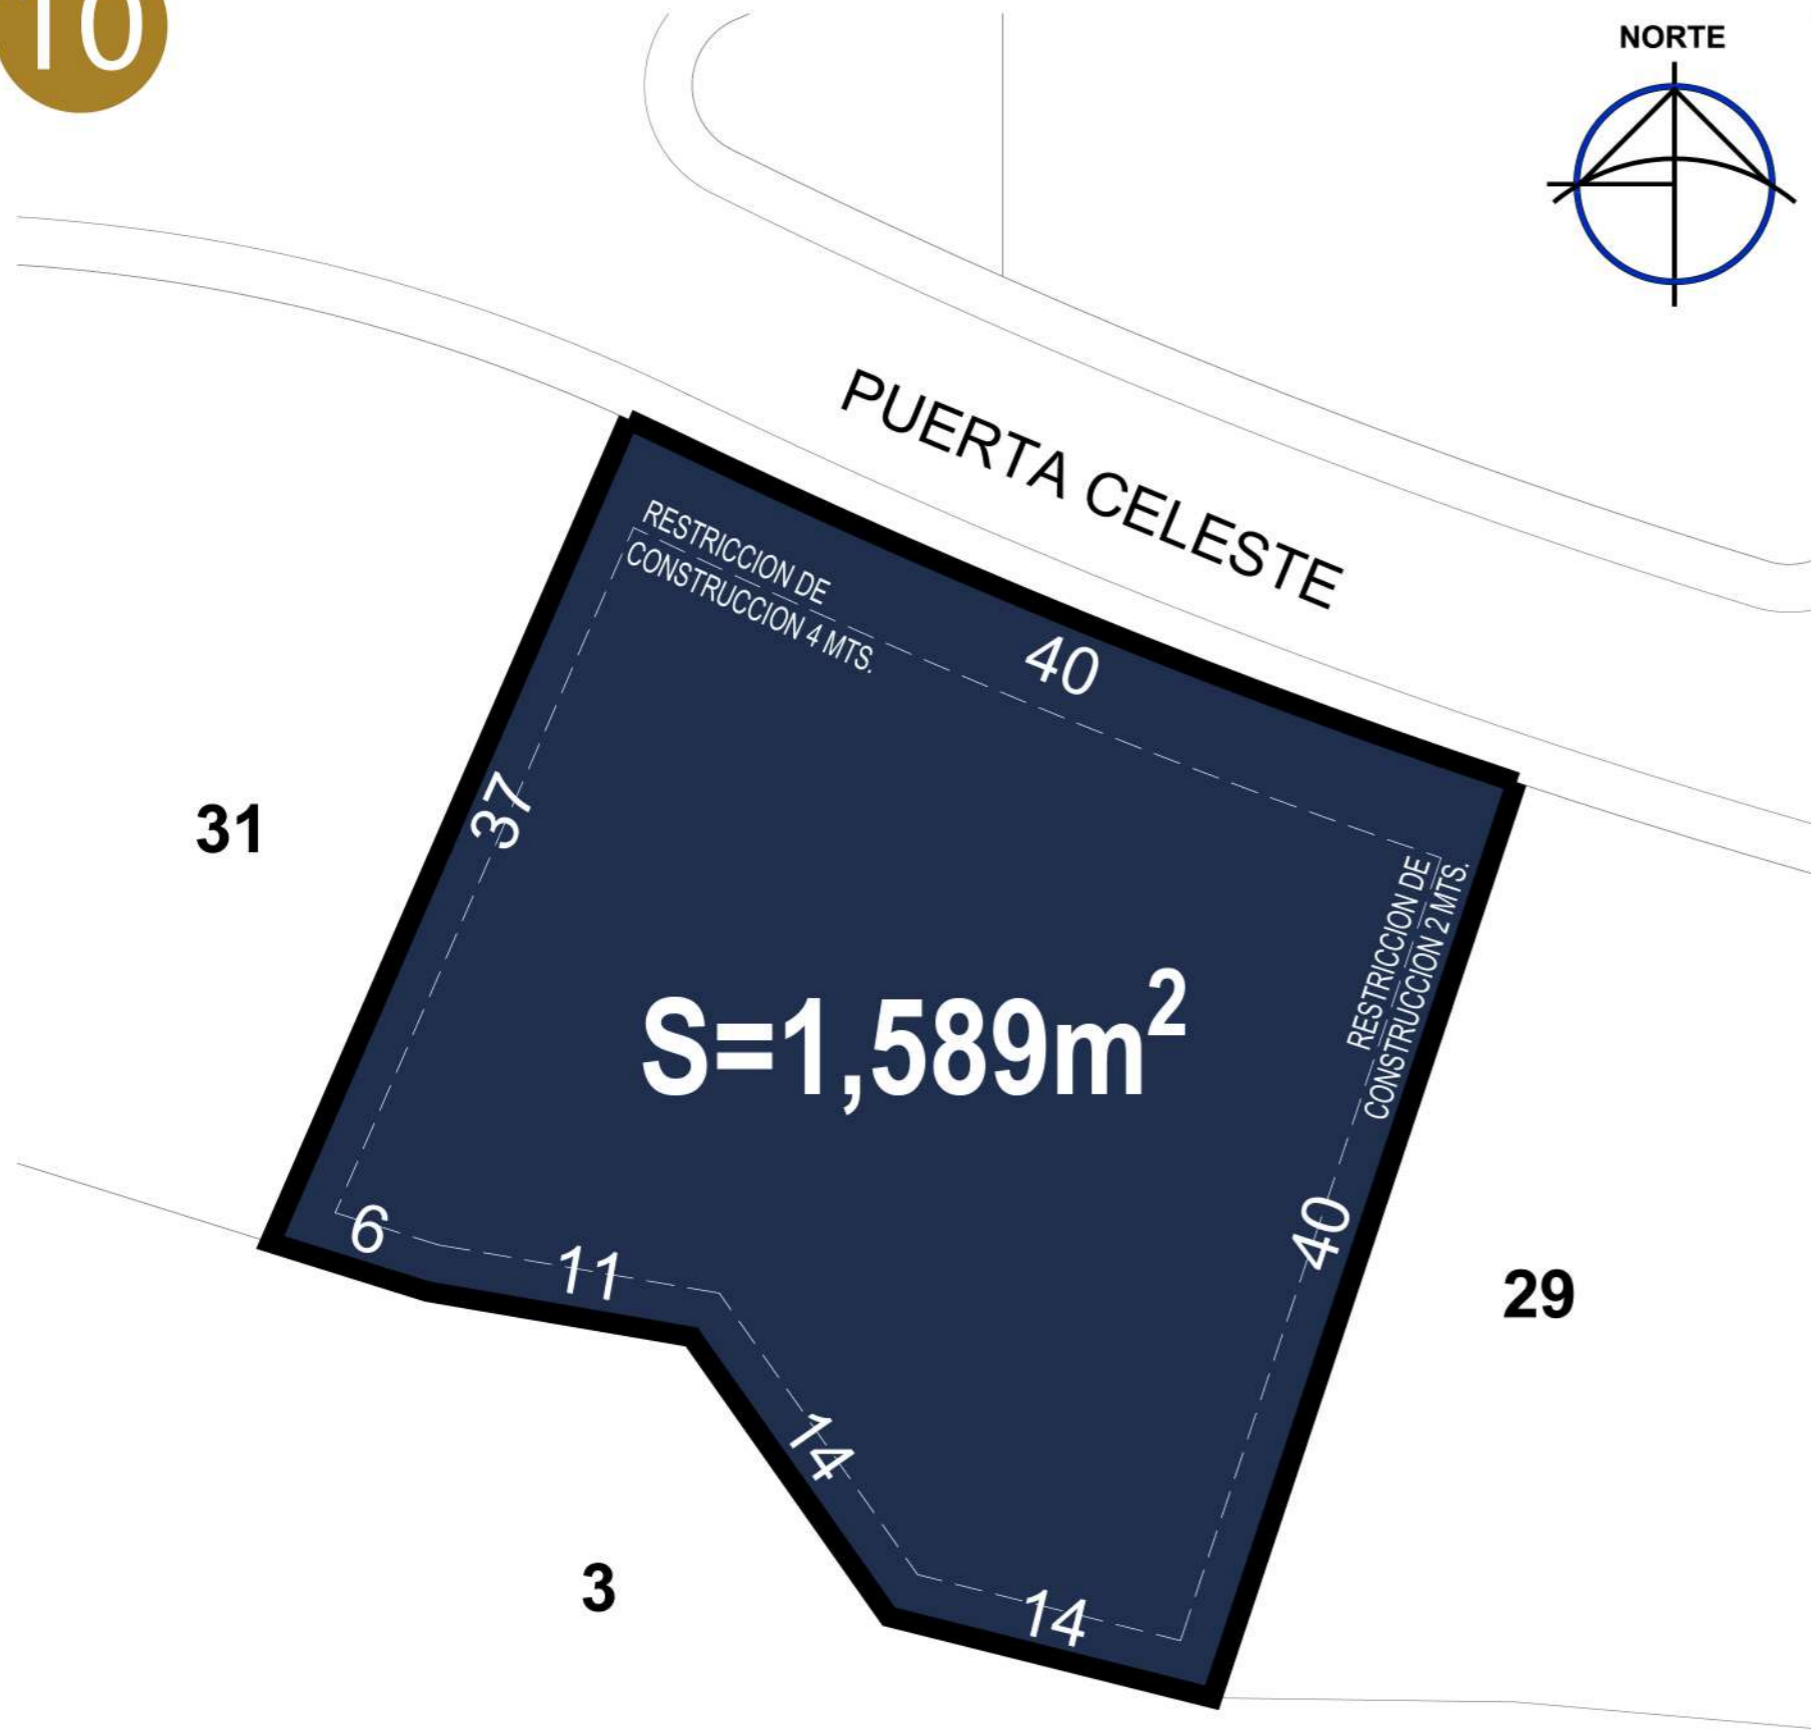 10
NORTE
PUERTA CELESTE
RESTRICCION DE
CONSTRUCCION 4 MTS.
40
37
31
RESTRICCION DE
CONSTRUCCION 2 MTS.
S=1,589m²
40
6
11
29
14
3
14